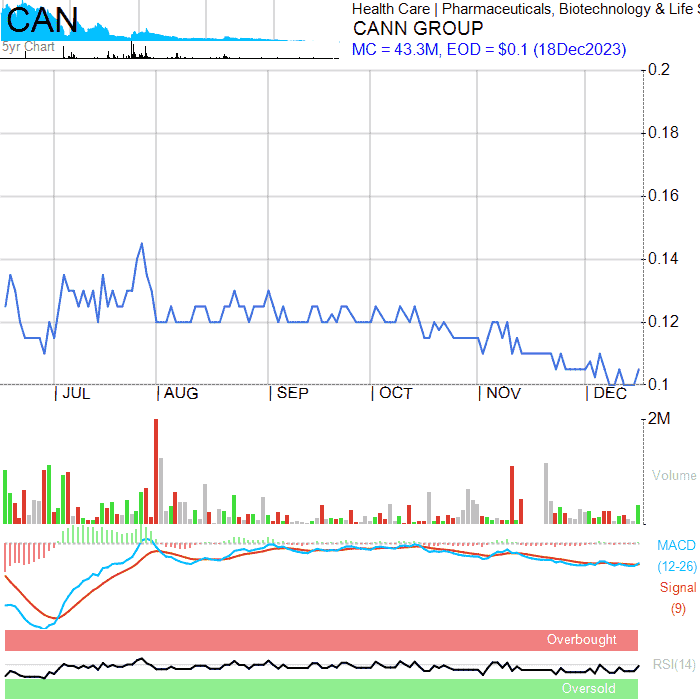 CAN
5yr Chart
Health Care | Pharmaceuticals, Biotechnology & Life S
CANN GROUP
MC = 43.3M, EOD = $0.1 (18Dec2023)
0.2
0.18
0.16
0.14
0.12
0.1
JUL AUG SEP OCT NOV DEC
2M
Volume
MACD
(12-26)
Signal
(9)
Overbought
RSI(14)
Oversold